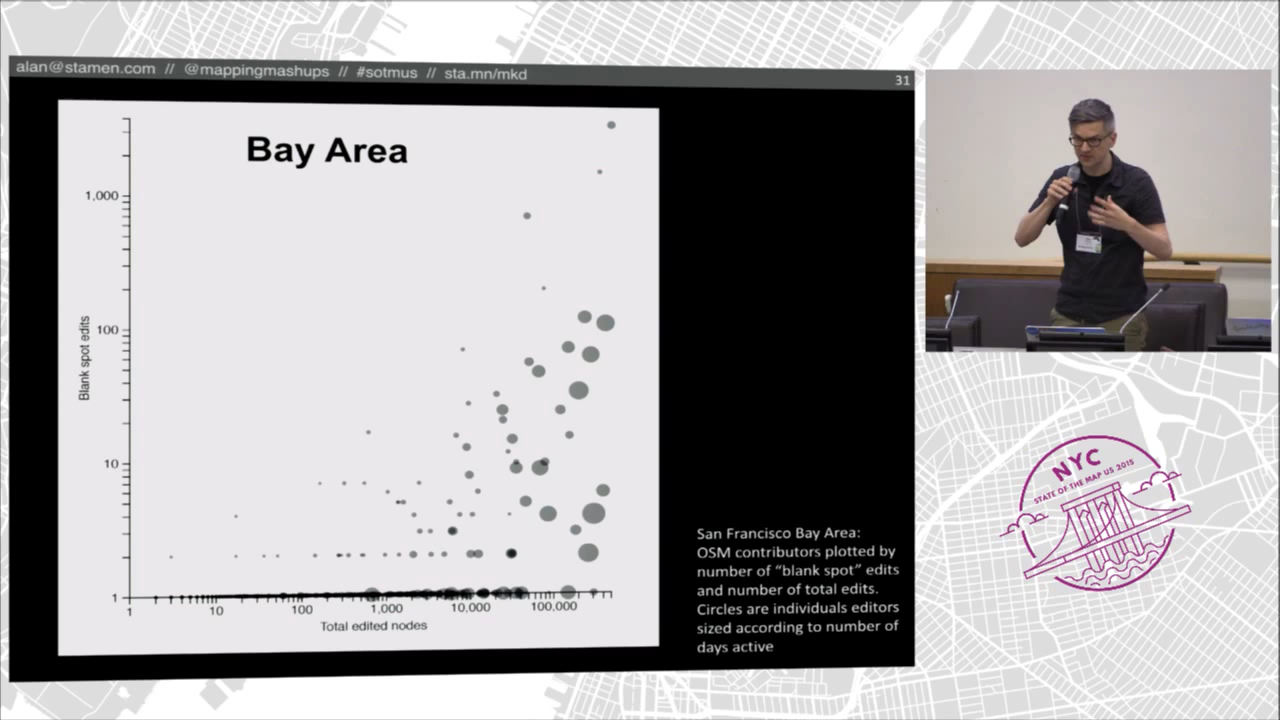 alan@stamen.com // @mappingmashups // #sotmus // sta.mn/mkd
31
Bay Area
1,000
100
10
1
Blank spot edits
1
10
100
1,000
10,000
100,000
Total edited nodes
San Francisco Bay Area:
OSM contributors plotted by
number of “blank spot” edits
and number of total edits.
Circles are individuals editors
sized according to number of
days active
NYC
STATE OF THE MAP US 2015